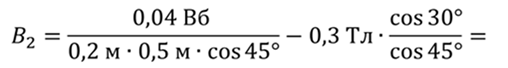 B₂ = 0,04 Вб / (0,2 м · 0,5 м · cos 45°) − 0,3 Тл · cos 30° / cos 45° =